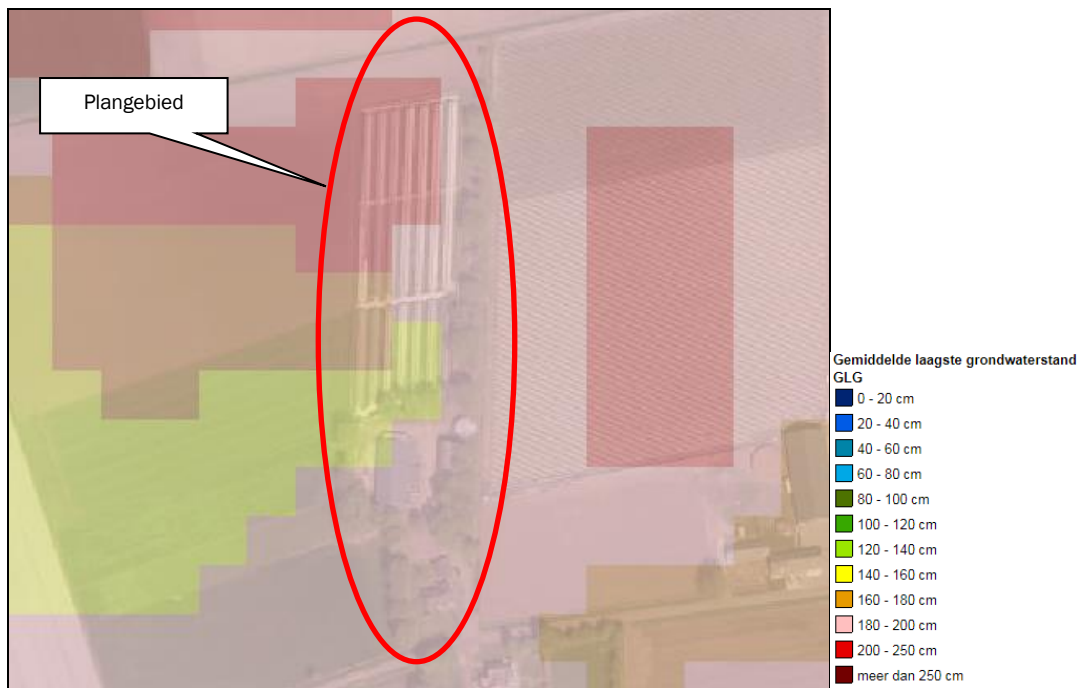 Plangebied
Gemiddelde laagste grondwaterstand
GLG
0 - 20 cm
20 - 40 cm
40 - 60 cm
60 - 80 cm
80 - 100 cm
100 - 120 cm
120 - 140 cm
140 - 160 cm
160 - 180 cm
180 - 200 cm
200 - 250 cm
meer dan 250 cm